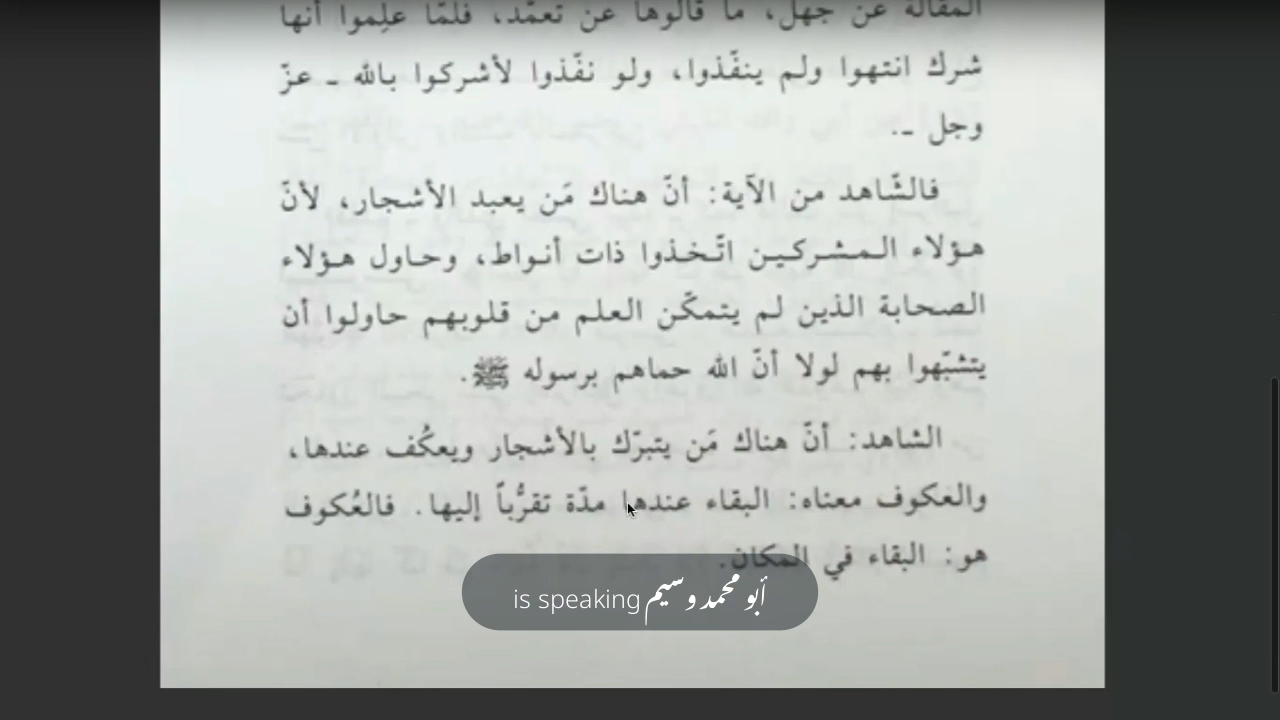 المقالة عن جهل، ما قالوها عن تعمّد، فلمّا علِموا أنها
شرك انتهوا ولم ينفّذوا، ولو نفّذوا لأشركوا بالله ـ عزّ
وجل ـ.
فالشّاهد من الآية: أنّ هناك مَن يعبد الأشجار، لأنّ
هؤلاء المشركين اتّخذوا ذات أنواط، وحاول هؤلاء
الصحابة الذين لم يتمكّن العلم من قلوبهم حاولوا أن
يتشبّهوا بهم لولا أنّ الله حماهم برسوله ﷺ.
الشاهد: أنّ هناك مَن يتبرّك بالأشجار ويعكُف عندها،
والعكوف معناه: البقاء عندها مدّة تقرُّباً إليها. فالعُكوف
هو: البقاء في المكان.
أبو محمد وسيم is speaking